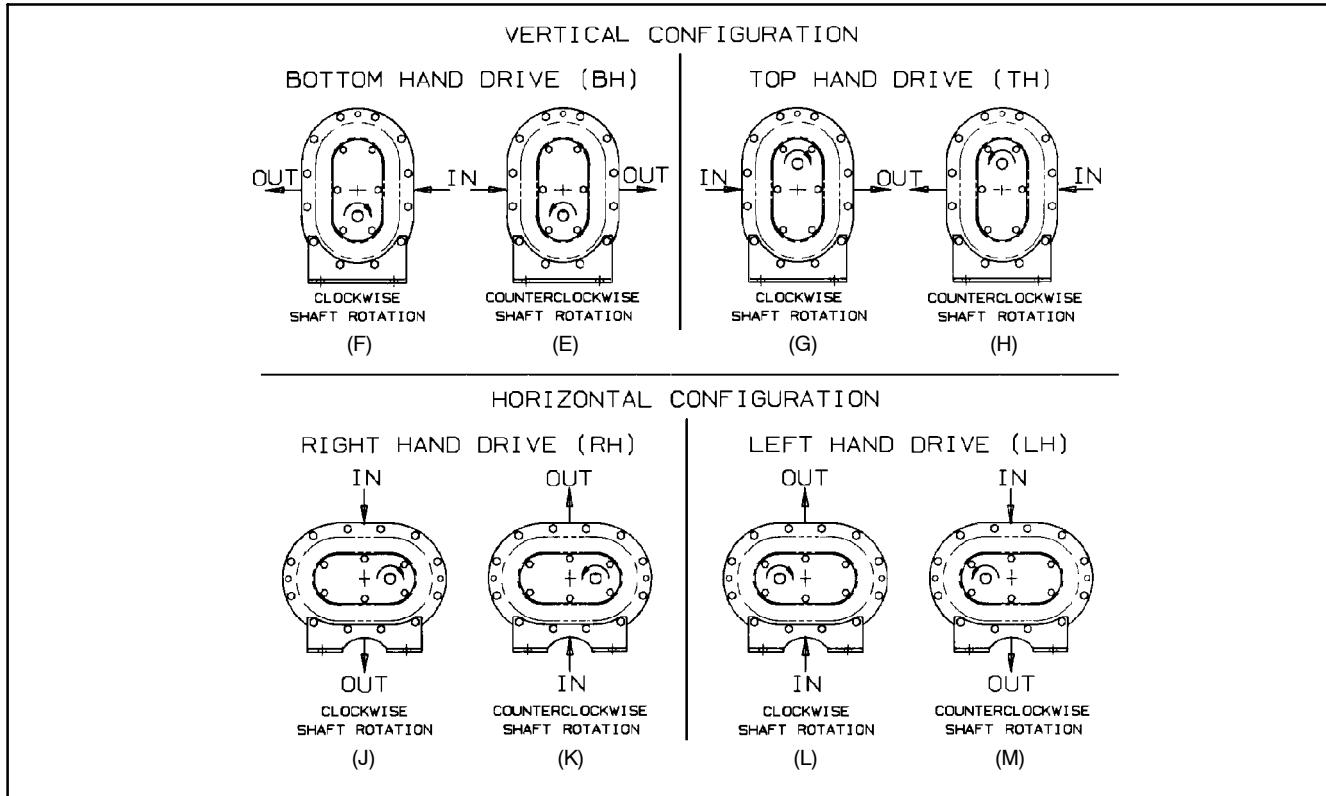 VERTICAL CONFIGURATION
BOTTOM HAND DRIVE (BH)
TOP HAND DRIVE (TH)
OUT
IN
OUT
IN
OUT
IN
CLOCKWISE
SHAFT ROTATION
(F)
COUNTERCLOCKWISE
SHAFT ROTATION
(E)
CLOCKWISE
SHAFT ROTATION
(G)
COUNTERCLOCKWISE
SHAFT ROTATION
(H)
HORIZONTAL CONFIGURATION
RIGHT HAND DRIVE (RH)
LEFT HAND DRIVE (LH)
IN
OUT
OUT
IN
OUT
IN
IN
OUT
CLOCKWISE
SHAFT ROTATION
(J)
COUNTERCLOCKWISE
SHAFT ROTATION
(K)
CLOCKWISE
SHAFT ROTATION
(L)
COUNTERCLOCKWISE
SHAFT ROTATION
(M)